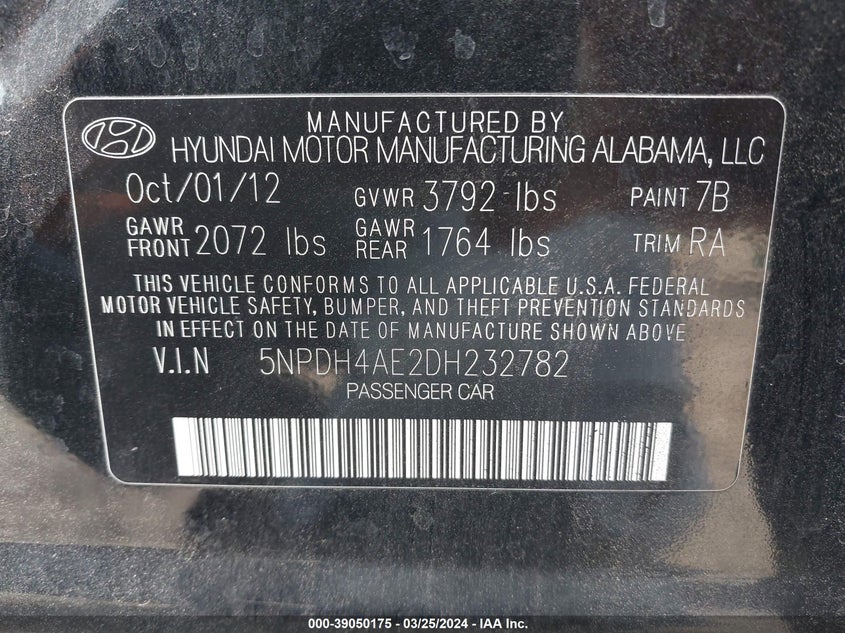 MANUFACTURED BY
HYUNDAI MOTOR MANUFACTURING ALABAMA, LLC
Oct/01/12 GVWR 3792 lbs PAINT 7B
GAWR FRONT 2072 lbs GAWR REAR 1764 lbs TRIM RA
THIS VEHICLE CONFORMS TO ALL APPLICABLE U.S.A. FEDERAL
MOTOR VEHICLE SAFETY, BUMPER, AND THEFT PREVENTION STANDARDS
IN EFFECT ON THE DATE OF MANUFACTURE SHOWN ABOVE
V.I.N 5NPDH4AE2DH232782
PASSENGER CAR
000-39050175 - 03/25/2024 - IAA Inc.